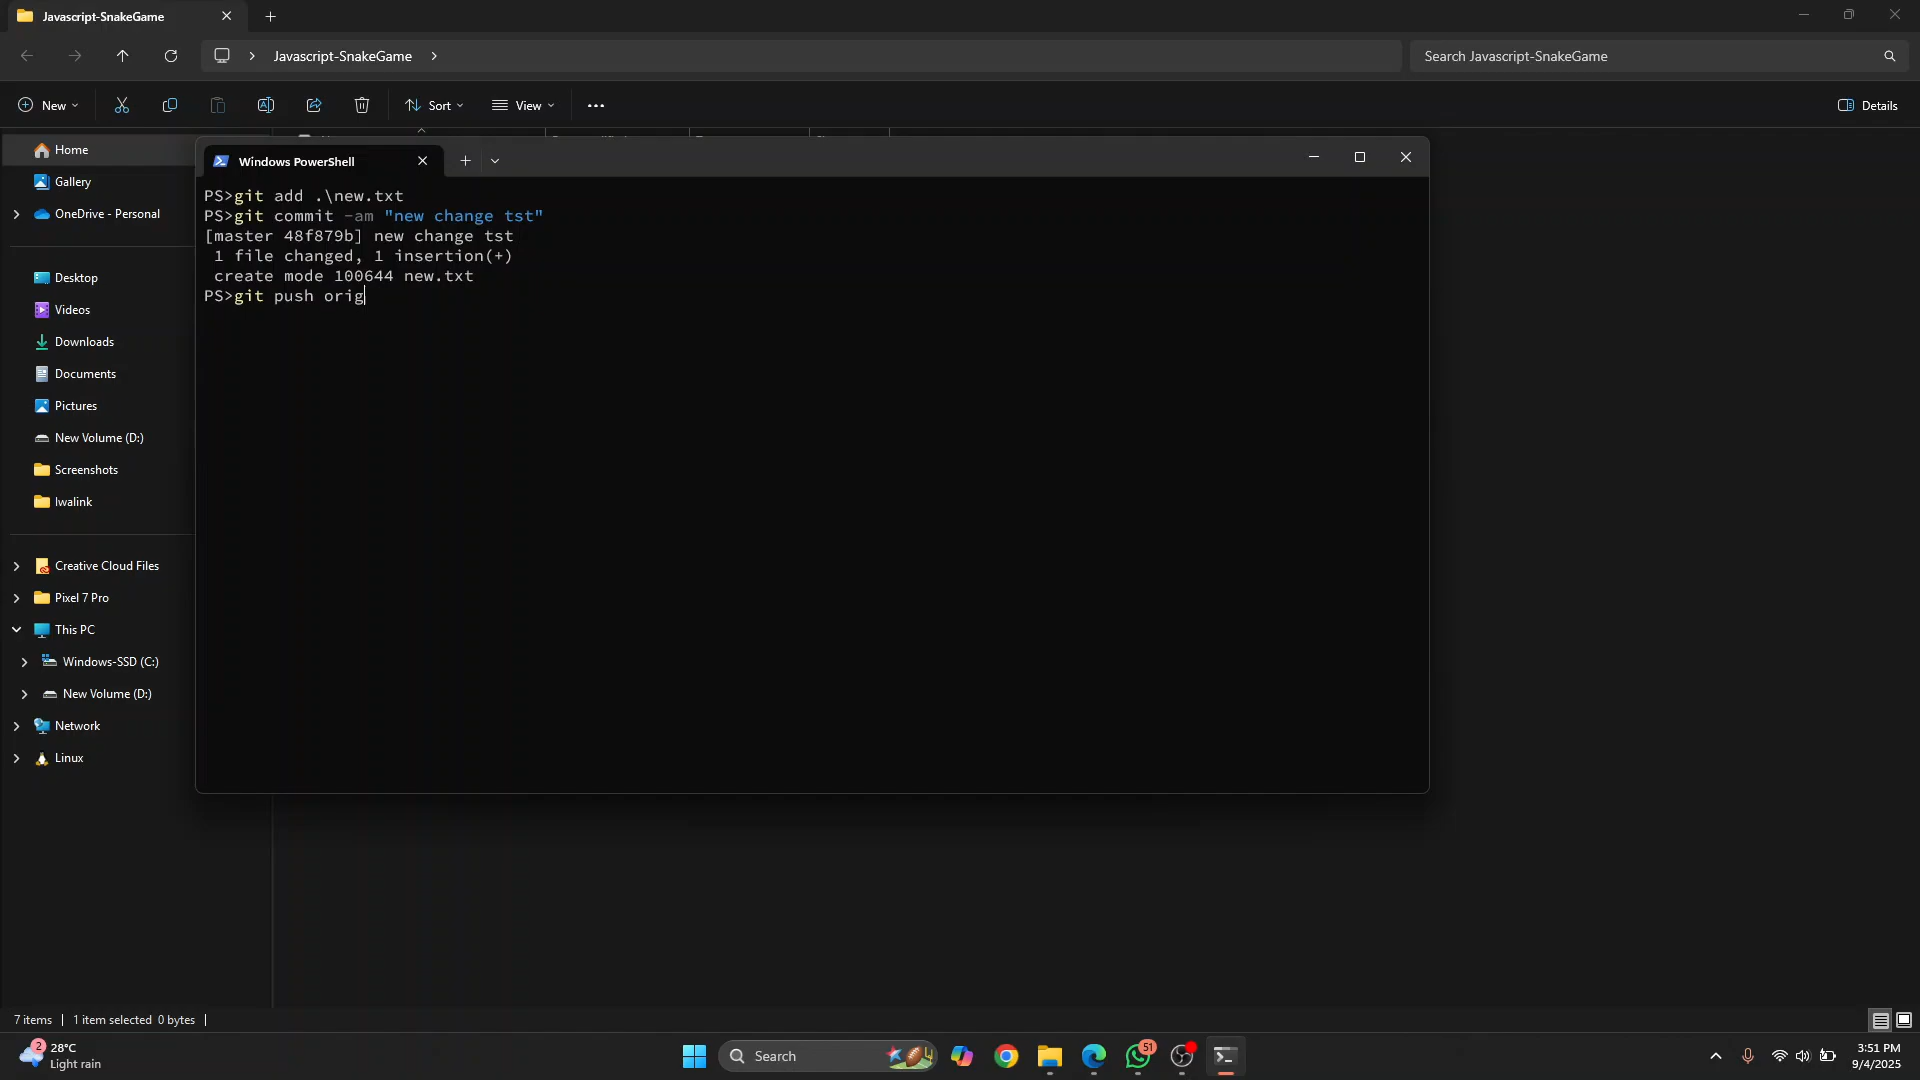 Javascript-SnakeGame
Javascript-SnakeGame
Search Javascript-SnakeGame
New
Sort
View
Details
Home
Gallery
OneDrive - Personal
Desktop
Videos
Downloads
Documents
Pictures
New Volume (D:)
Screenshots
Iwalink
Creative Cloud Files
Pixel 7 Pro
This PC
Windows-SSD (C:)
New Volume (D:)
Network
Linux
Windows PowerShell
PS>git add .\new.txt
PS>git commit -am "new change tst"
[master 48f879b] new change tst
1 file changed, 1 insertion(+)
create mode 100644 new.txt
PS>git push orig
7 items
1 item selected 0 bytes
2
28°C
Light rain
Search
51
3:51 PM
9/4/2025